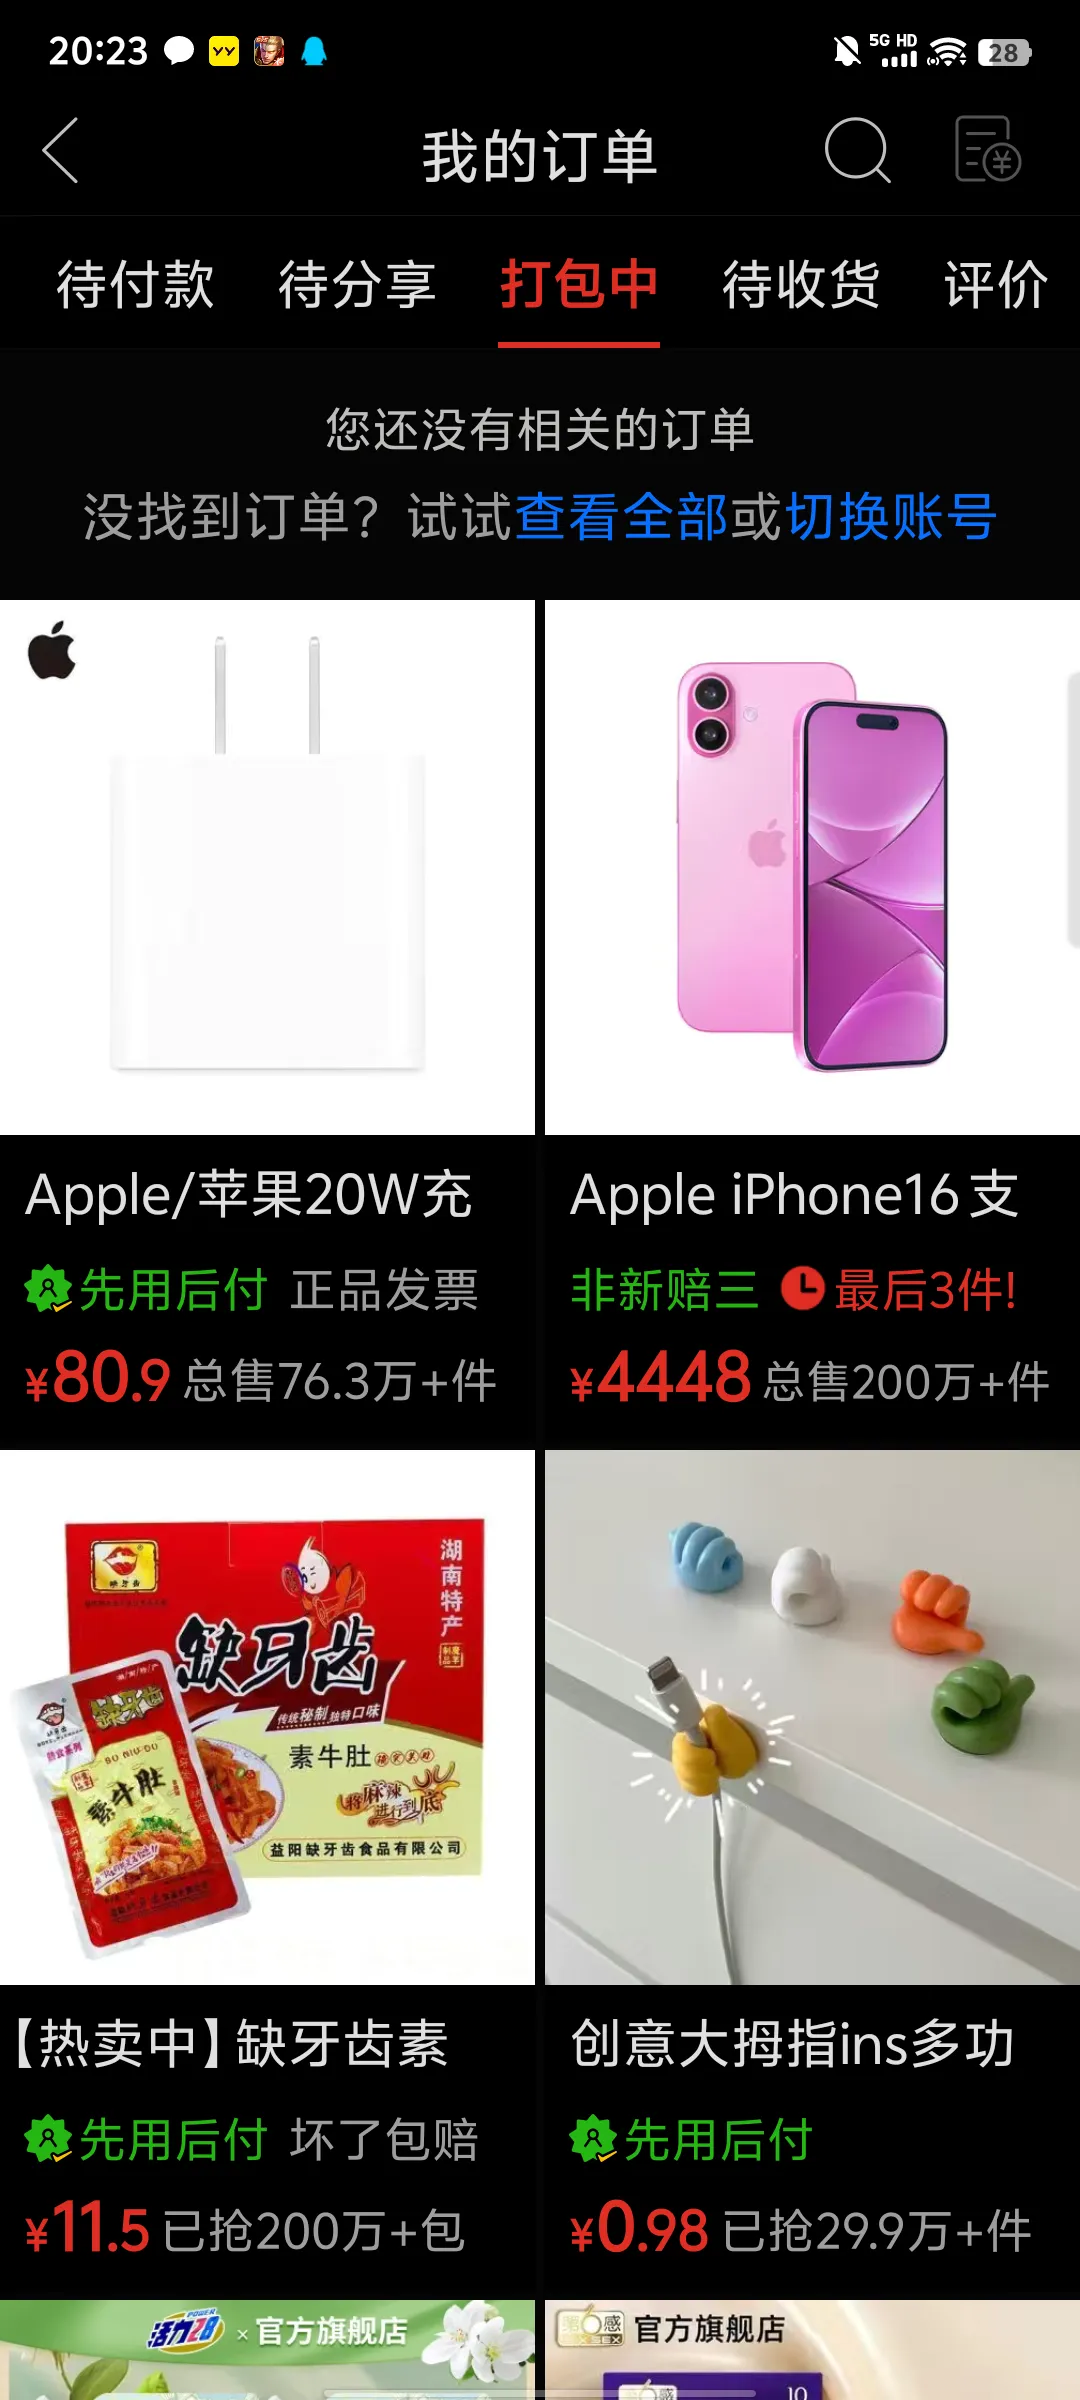 20:23
5G HD
28
我的订单
待付款 待分享 打包中 待收货 评价
您还没有相关的订单
没找到订单？试试查看全部或切换账号
Apple/苹果20W充
先用后付 正品发票
¥80.9 总售76.3万+件
Apple iPhone16 支
非新赔三 最后3件!
¥4448 总售200万+件
湖南特产
缺牙齿
传统秘制 独特口味
素牛肚
将麻辣进行到底
益阳缺牙齿食品有限公司
缺牙齿
SU NIU DU
素牛肚
【热卖中】缺牙齿素
先用后付 坏了包赔
¥11.5 已抢200万+包
创意大拇指ins多功
先用后付
¥0.98 已抢29.9万+件
POWER
活力28 × 官方旗舰店
第6感
官方旗舰店
10